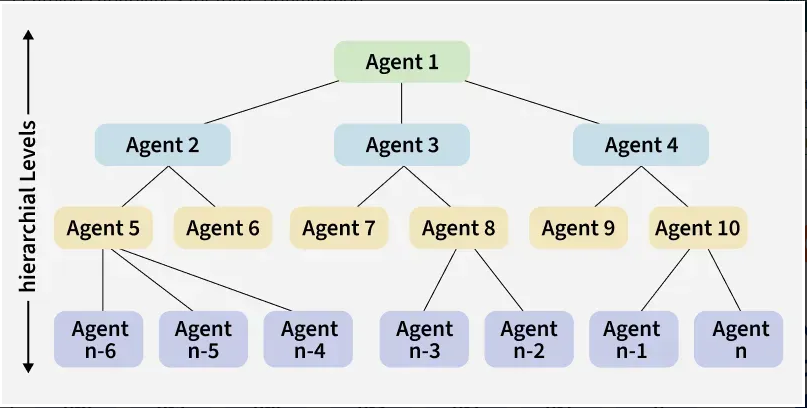 hierarchial Levels
Agent 1
Agent 2
Agent 3
Agent 4
Agent 5
Agent 6
Agent 7
Agent 8
Agent 9
Agent 10
Agent
n-6
Agent
n-5
Agent
n-4
Agent
n-3
Agent
n-2
Agent
n-1
Agent
n